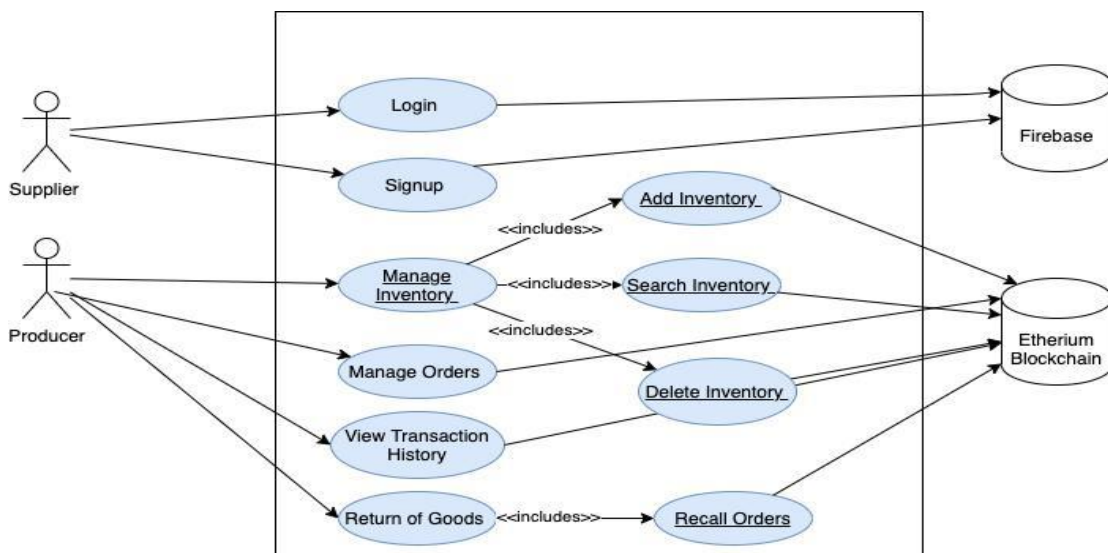 Login
Firebase
Supplier
Signup
Add Inventory
<<includes>>
Manage
Inventory
<<includes>>
Search Inventory
Producer
<<includes>>
Etherium
Blockchain
Manage Orders
Delete Inventory
View Transaction
History
Return of Goods
<<includes>>
Recall Orders